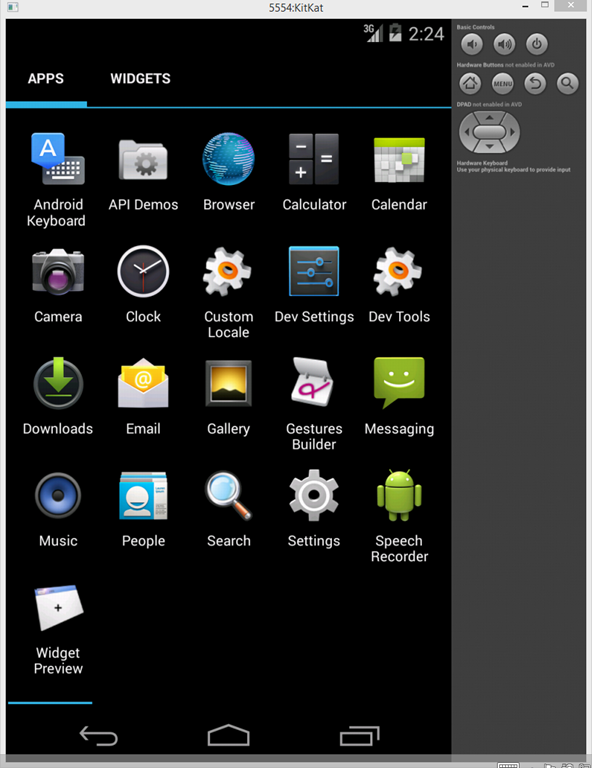 5554:KitKat
3G 2:24
APPS WIDGETS
A
Android Keyboard
API Demos
Browser
Calculator
Calendar
Camera
Clock
Custom Locale
Dev Settings
Dev Tools
Downloads
Email
Gallery
Gestures Builder
Messaging
Music
People
Search
Settings
Speech Recorder
Widget Preview
Basic Controls
Hardware Buttons not enabled in AVD
MENU
DPAD not enabled in AVD
Hardware Keyboard
Use your physical keyboard to provide input